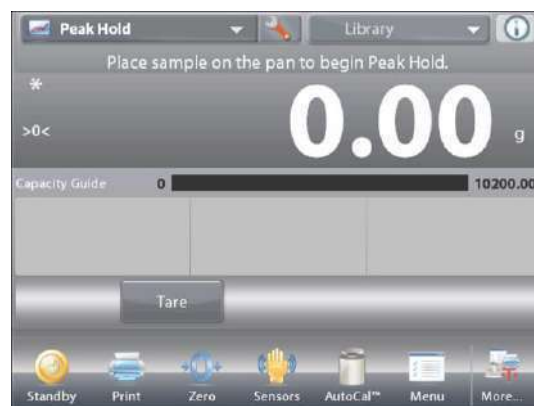 Peak Hold Library
Place sample on the pan to begin Peak Hold.
*
0.00 g
>0<
Capacity Guide 0 10200.00
Tare
Standby Print Zero Sensors AutoCal™ Menu More...